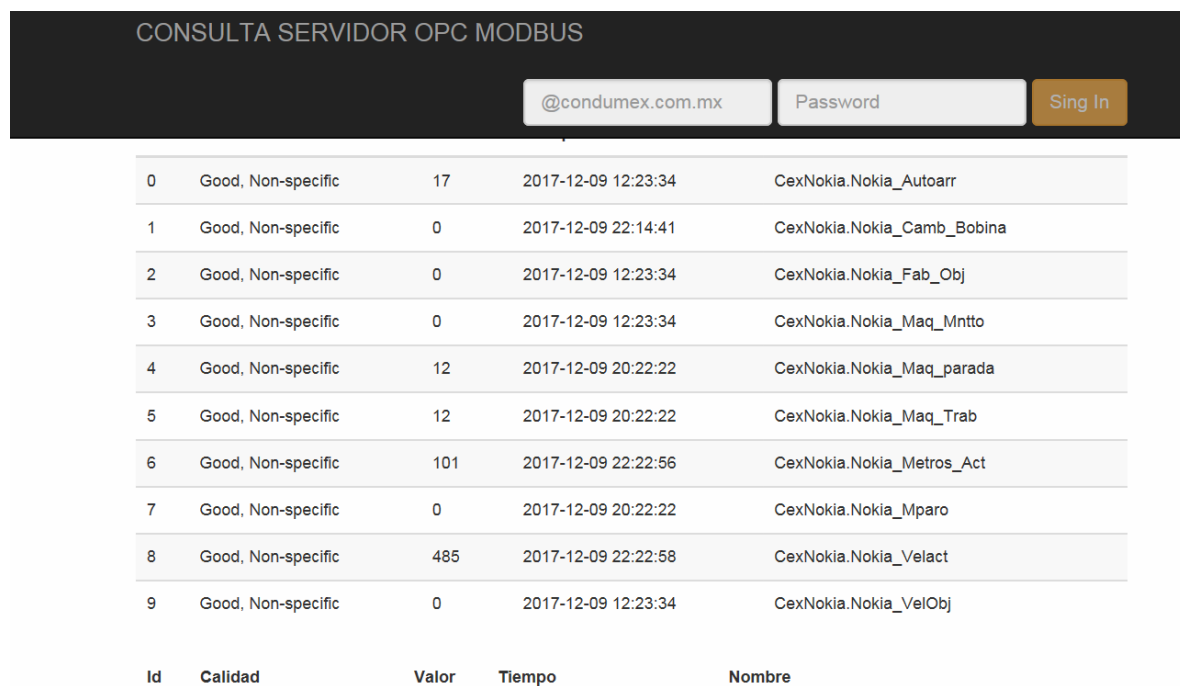 CONSULTA SERVIDOR OPC MODBUS
@condumex.com.mx Password Sing In
0 Good, Non-specific 17 2017-12-09 12:23:34 CexNokia.Nokia_Autoarr
1 Good, Non-specific 0 2017-12-09 22:14:41 CexNokia.Nokia_Camb_Bobina
2 Good, Non-specific 0 2017-12-09 12:23:34 CexNokia.Nokia_Fab_Obj
3 Good, Non-specific 0 2017-12-09 12:23:34 CexNokia.Nokia_Maq_Mntto
4 Good, Non-specific 12 2017-12-09 20:22:22 CexNokia.Nokia_Maq_parada
5 Good, Non-specific 12 2017-12-09 20:22:22 CexNokia.Nokia_Maq_Trab
6 Good, Non-specific 101 2017-12-09 22:22:56 CexNokia.Nokia_Metros_Act
7 Good, Non-specific 0 2017-12-09 20:22:22 CexNokia.Nokia_Mparo
8 Good, Non-specific 485 2017-12-09 22:22:58 CexNokia.Nokia_Velact
9 Good, Non-specific 0 2017-12-09 12:23:34 CexNokia.Nokia_VelObj
Id Calidad Valor Tiempo Nombre